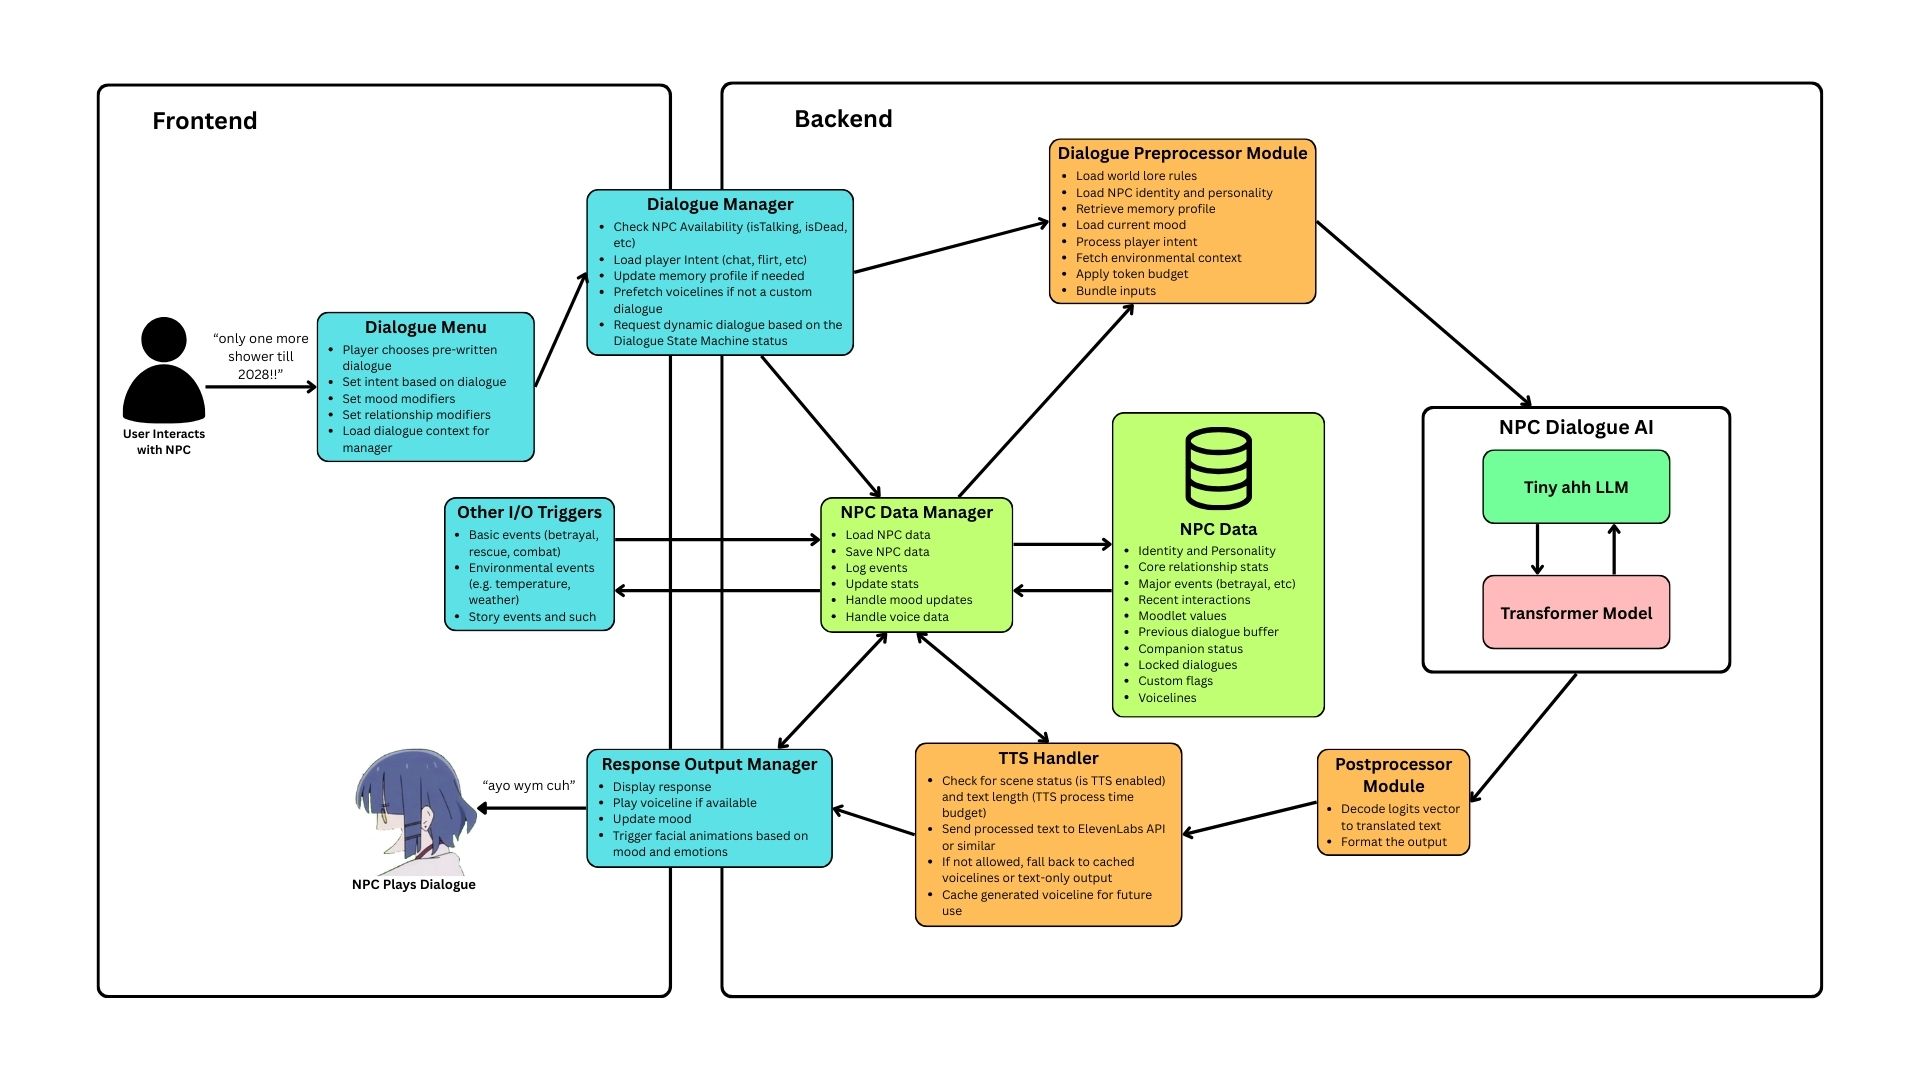 Frontend
Backend
Dialogue Preprocessor Module
• Load world lore rules
• Load NPC identity and personality
• Retrieve memory profile
• Load current mood
• Process player intent
• Fetch environmental context
• Apply token budget
• Bundle inputs
Dialogue Manager
• Check NPC Availability (isTalking, isDead,
etc)
• Load player Intent (chat, flirt, etc)
• Update memory profile if needed
• Prefetch voicelines if not a custom
dialogue
• Request dynamic dialogue based on the
Dialogue State Machine status
“only one more
shower till
2028!!”
User Interacts
with NPC
Dialogue Menu
• Player chooses pre-written
dialogue
• Set intent based on dialogue
• Set mood modifiers
• Set relationship modifiers
• Load dialogue context for
manager
Other I/O Triggers
• Basic events (betrayal,
rescue, combat)
• Environmental events
(e.g. temperature,
weather)
• Story events and such
NPC Data Manager
• Load NPC data
• Save NPC data
• Log events
• Update stats
• Handle mood updates
• Handle voice data
NPC Data
• Identity and Personality
• Core relationship stats
• Major events (betrayal, etc)
• Recent interactions
• Moodlet values
• Previous dialogue buffer
• Companion status
• Locked dialogues
• Custom flags
• Voicelines
NPC Dialogue AI
Tiny ahh LLM
Transformer Model
Postprocessor
Module
• Decode logits vector
to translated text
• Format the output
TTS Handler
• Check for scene status (is TTS enabled)
and text length (TTS process time
budget)
• Send processed text to ElevenLabs API
or similar
• If not allowed, fall back to cached
voicelines or text-only output
• Cache generated voiceline for future
use
Response Output Manager
• Display response
• Play voiceline if available
• Update mood
• Trigger facial animations based on
mood and emotions
“ayo wym cuh”
NPC Plays Dialogue